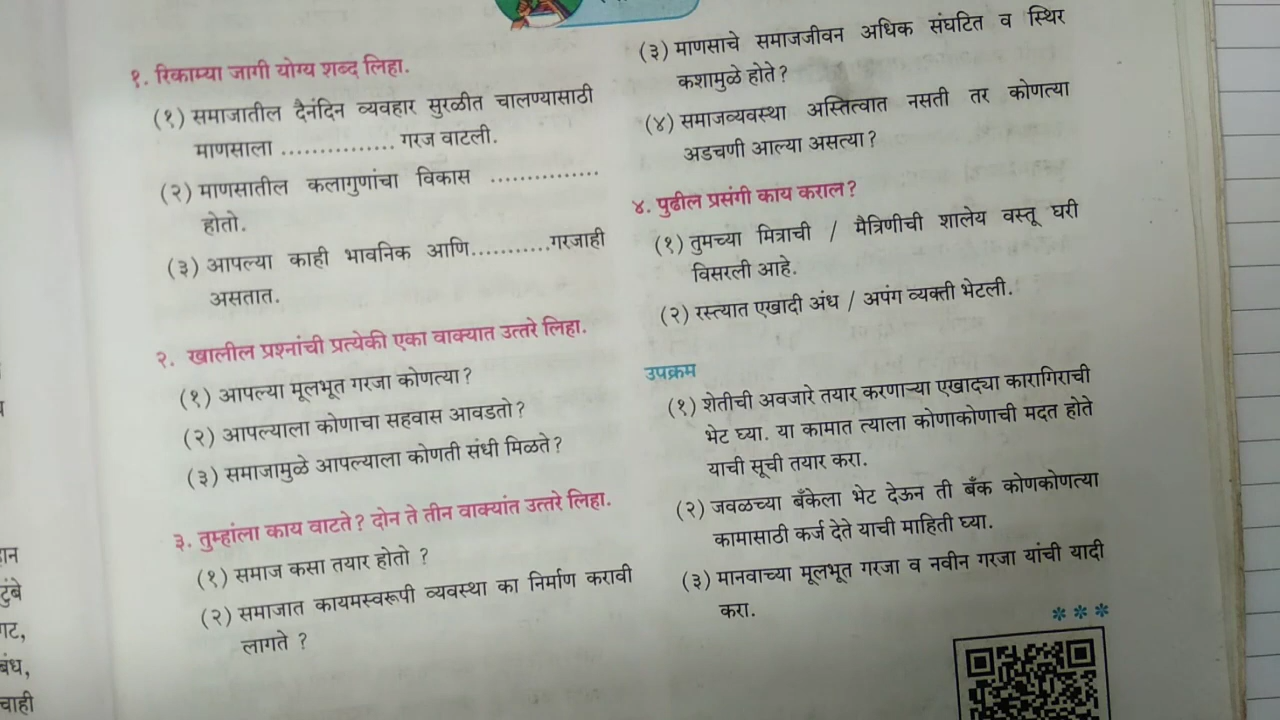 १. रिकाम्या जागी योग्य शब्द लिहा.
(१) समाजातील दैनंदिन व्यवहार सुरळीत चालण्यासाठी
माणसाला ............... गरज वाटली.
(२) माणसातील कलागुणांचा विकास ...............
होतो.
(३) आपल्या काही भावनिक आणि...........गरजाही
असतात.
२. खालील प्रश्नांची प्रत्येकी एका वाक्यात उत्तरे लिहा.
(१) आपल्या मूलभूत गरजा कोणत्या?
(२) आपल्याला कोणाचा सहवास आवडतो?
(३) समाजामुळे आपल्याला कोणती संधी मिळते?
३. तुम्हांला काय वाटते? दोन ते तीन वाक्यांत उत्तरे लिहा.
(१) समाज कसा तयार होतो ?
(२) समाजात कायमस्वरूपी व्यवस्था का निर्माण करावी
लागते ?
(३) माणसाचे समाजजीवन अधिक संघटित व स्थिर
कशामुळे होते?
(४) समाजव्यवस्था अस्तित्वात नसती तर कोणत्या
अडचणी आल्या असत्या?
४. पुढील प्रसंगी काय कराल?
(१) तुमच्या मित्राची / मैत्रिणीची शालेय वस्तू घरी
विसरली आहे.
(२) रस्त्यात एखादी अंध / अपंग व्यक्ती भेटली.
उपक्रम
(१) शेतीची अवजारे तयार करणाऱ्या एखाद्या कारागिराची
भेट घ्या. या कामात त्याला कोणाकोणाची मदत होते
याची सूची तयार करा.
(२) जवळच्या बँकेला भेट देऊन ती बँक कोणकोणत्या
कामासाठी कर्ज देते याची माहिती घ्या.
(३) मानवाच्या मूलभूत गरजा व नवीन गरजा यांची यादी
करा.
***